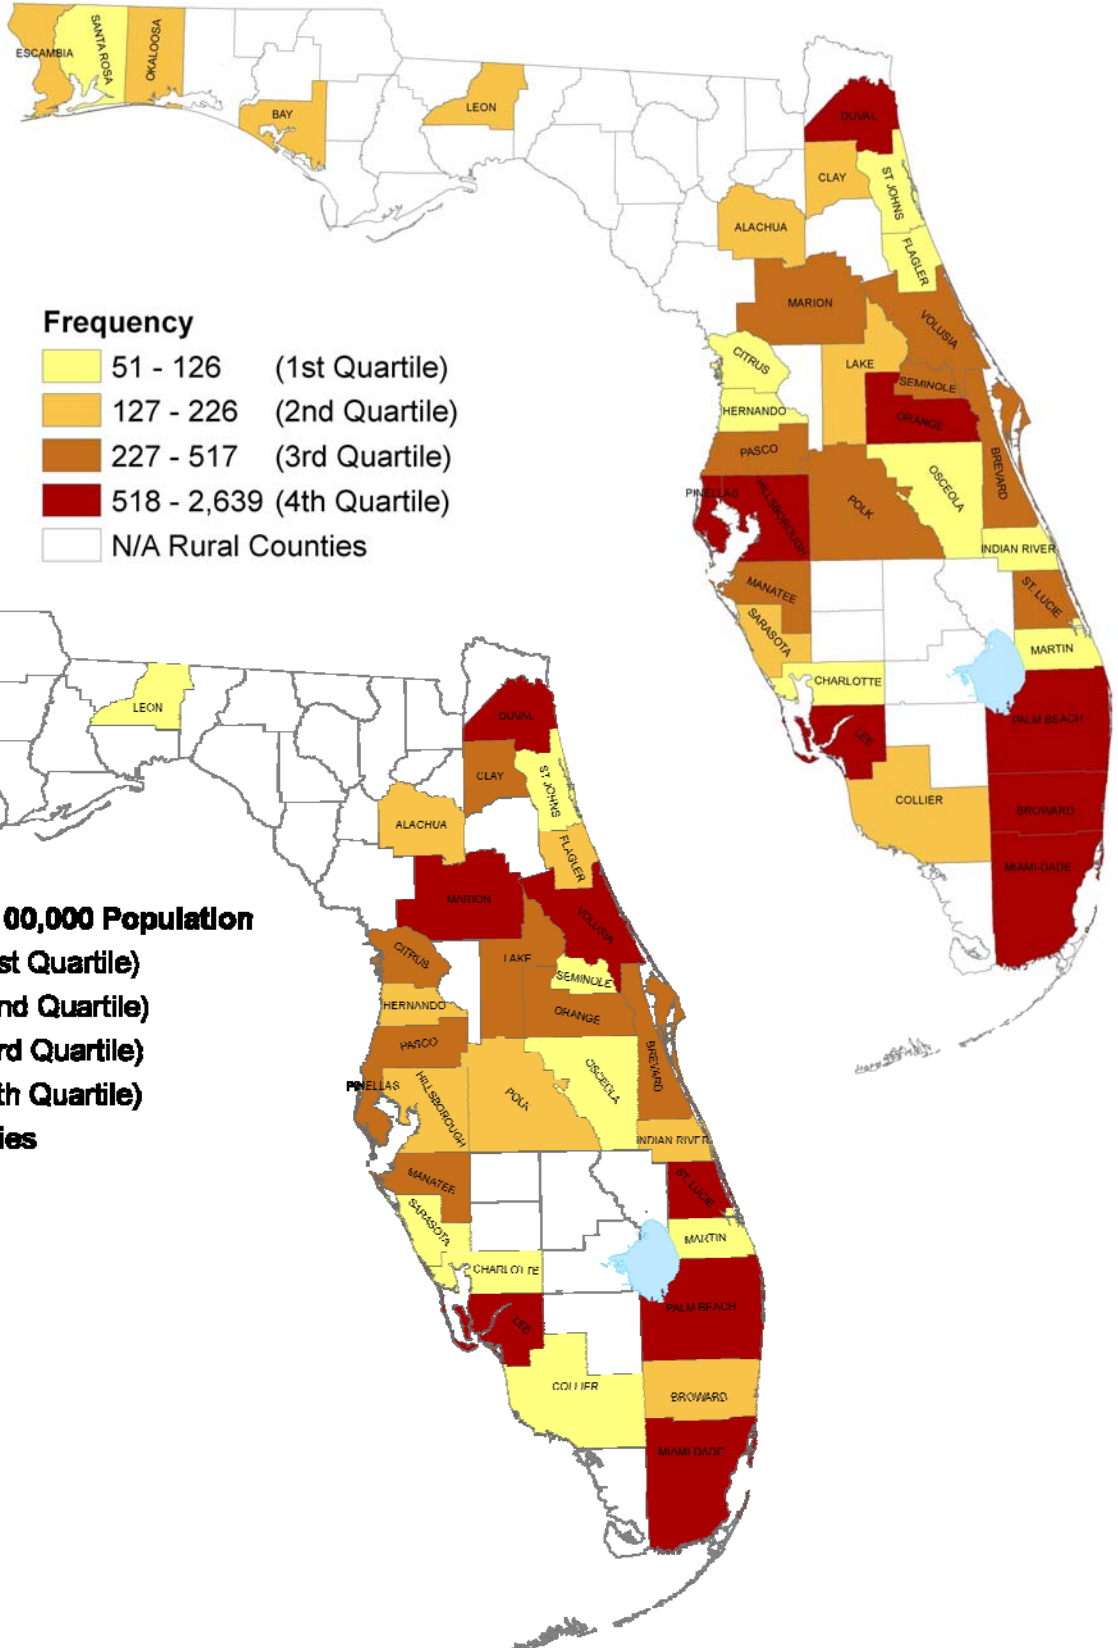 ESCAMBIA
SANTA ROSA
OKALOOSA
BAY
LEON
DUVAL
CLAY
ST JOHNS
ALACHUA
FLAGLER
MARION
VOLUSIA
CITRUS
LAKE
SEMINOLE
HERNANDO
ORANGE
PASCO
BREVARD
OSCEOLA
PINELLAS
HILLSBOROUGH
POLK
INDIAN RIVER
MANATEE
ST. LUCIE
SARASOTA
MARTIN
CHARLOTTE
PALM BEACH
LEE
COLLIER
BROWARD
MIAMI-DADE
Frequency
51 - 126 (1st Quartile)
127 - 226 (2nd Quartile)
227 - 517 (3rd Quartile)
518 - 2,639 (4th Quartile)
N/A Rural Counties
LEON
DUVAL
CLAY
ST JOHNS
ALACHUA
FLAGLER
MARION
VOLUSIA
CITRUS
LAKE
SEMINOLE
HERNANDO
ORANGE
PASCO
BREVARD
OSCEOLA
PINELLAS
HILLSBOROUGH
POLK
INDIAN RIVER
MANATEE
ST. LUCIE
SARASOTA
MARTIN
CHARLOTTE
PALM BEACH
LEE
COLLIER
BROWARD
MIAMI-DADE
00,000 Population
st Quartile)
nd Quartile)
rd Quartile)
th Quartile)
ies